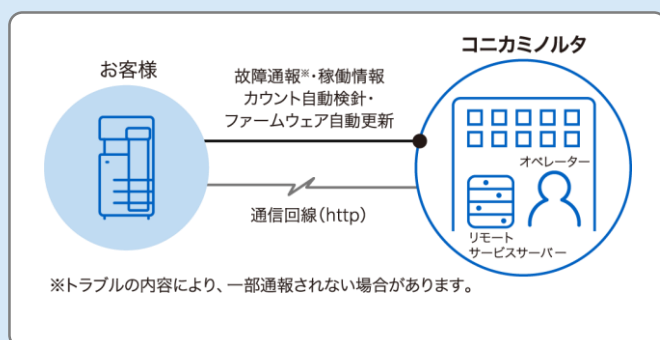 コニカミノルタ
お客様
故障通報※・稼働情報
カウント自動検針・
ファームウェア自動更新
オペレーター
通信回線(http)
リモート
サービスサーバー
※トラブルの内容により、一部通報されない場合があります。